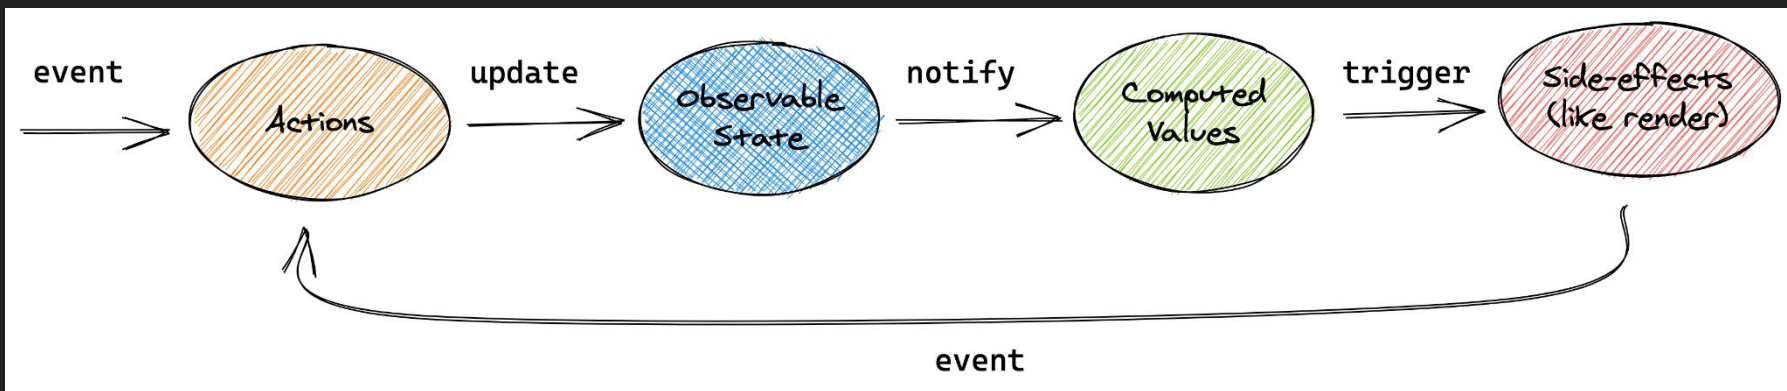 event
Actions
update
Observable
State
notify
Computed
Values
trigger
Side-effects
(like render)
event